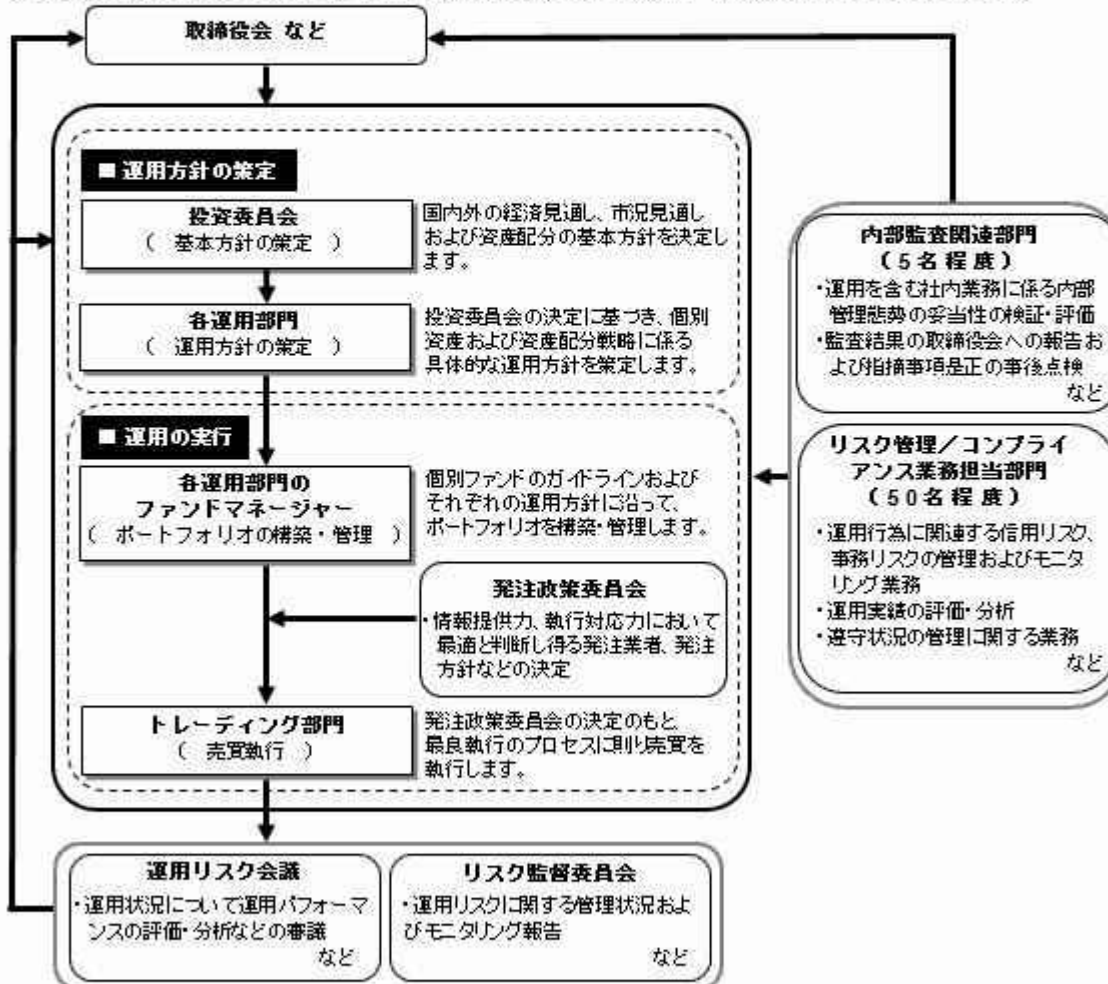 取締役会 など
■ 運用方針の策定
投資委員会
( 基本方針の策定 )
国内外の経済見通し、市況見通し
および資産配分の基本方針を決定し
ます。
各運用部門
( 運用方針の策定 )
投資委員会の決定に基づき、個別
資産および資産配分戦略に係る
具体的な運用方針を策定します。
■ 運用の実行
各運用部門の
ファンドマネージャー
( ポートフォリオの構築・管理 )
個別ファンドのガイドラインおよび
それぞれの運用方針に沿って、
ポートフォリオを構築・管理します。
発注政策委員会
・情報提供力、執行対応力において
最適と判断し得る発注業者、発注
方針などの決定
トレーディング部門
( 売買執行 )
発注政策委員会の決定のもと
最良執行のプロセスに則り売買を
執行します。
内部監査関連部門
(5名程度)
・運用を含む社内業務に係る内部
管理態勢の妥当性の検証・評価
・監査結果の取締役会への報告お
よび指摘事項是正の事後点検
など
リスク管理/コンプライ
アンス業務担当部門
(50名程度)
・運用行為に関連する信用リスク、
事務リスクの管理およびモニタ
リング業務
・運用実績の評価・分析
・遵守状況の管理に関する業務
など
運用リスク会議
・運用状況について運用パフォーマ
ンスの評価・分析などの審議
など
リスク監督委員会
・運用リスクに関する管理状況およ
びモニタリング報告
など